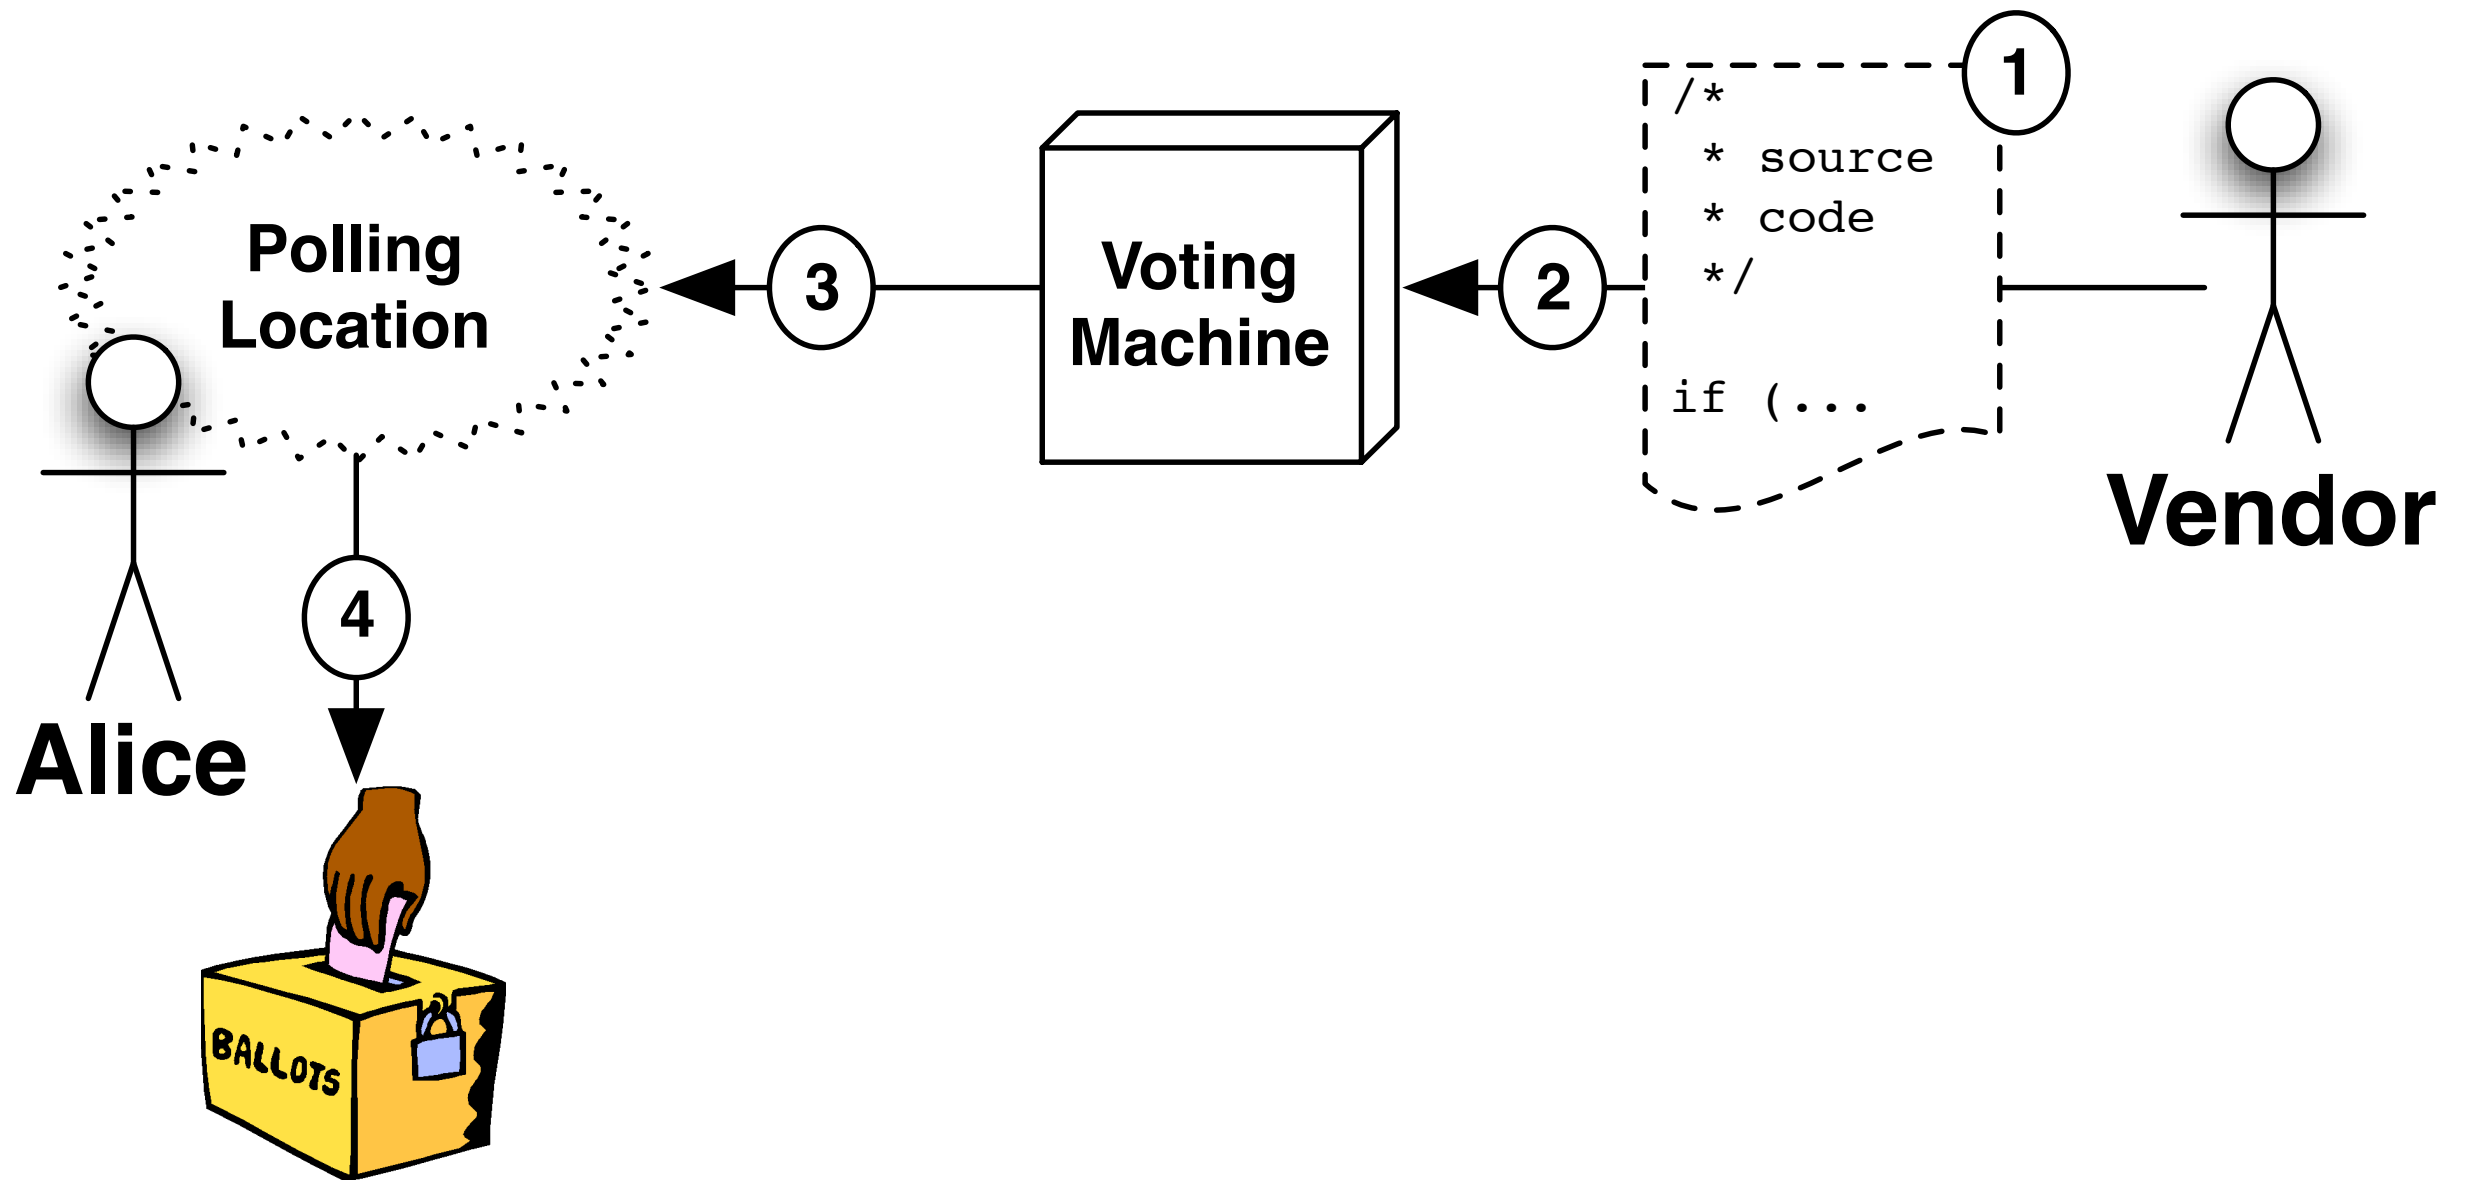 1
/*
* source
* code
*/
if (...
Polling
Location
3
Voting
Machine
2
Vendor
4
Alice
BALLOTS